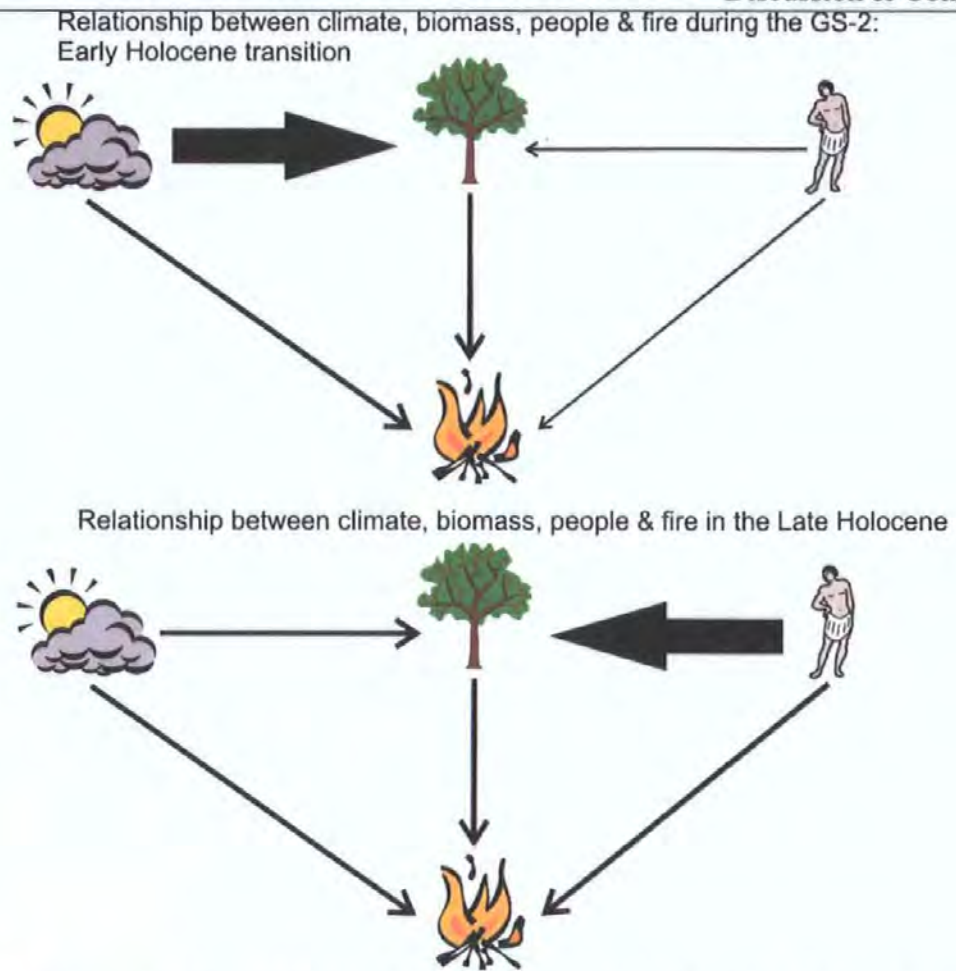 Relationship between climate, biomass, people & fire during the GS-2:
Early Holocene transition
Relationship between climate, biomass, people & fire in the Late Holocene